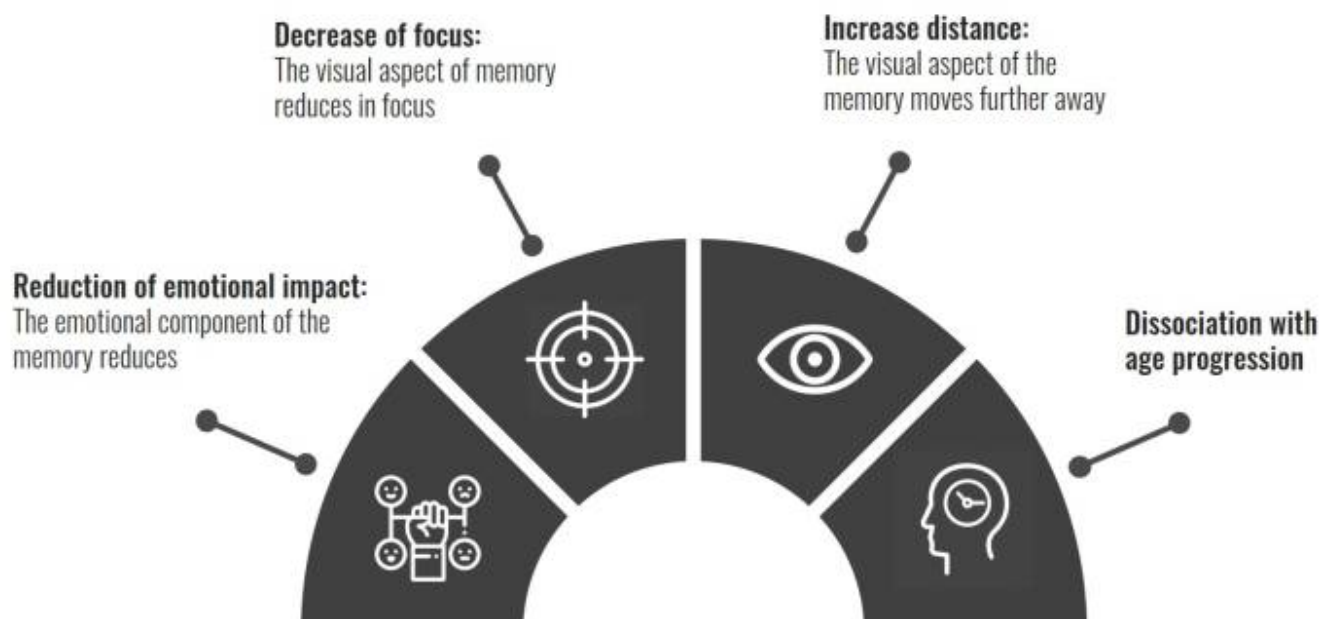 Decrease of focus:
The visual aspect of memory
reduces in focus
Increase distance:
The visual aspect of the
memory moves further away
Reduction of emotional impact:
The emotional component of the
memory reduces
Dissociation with
age progression